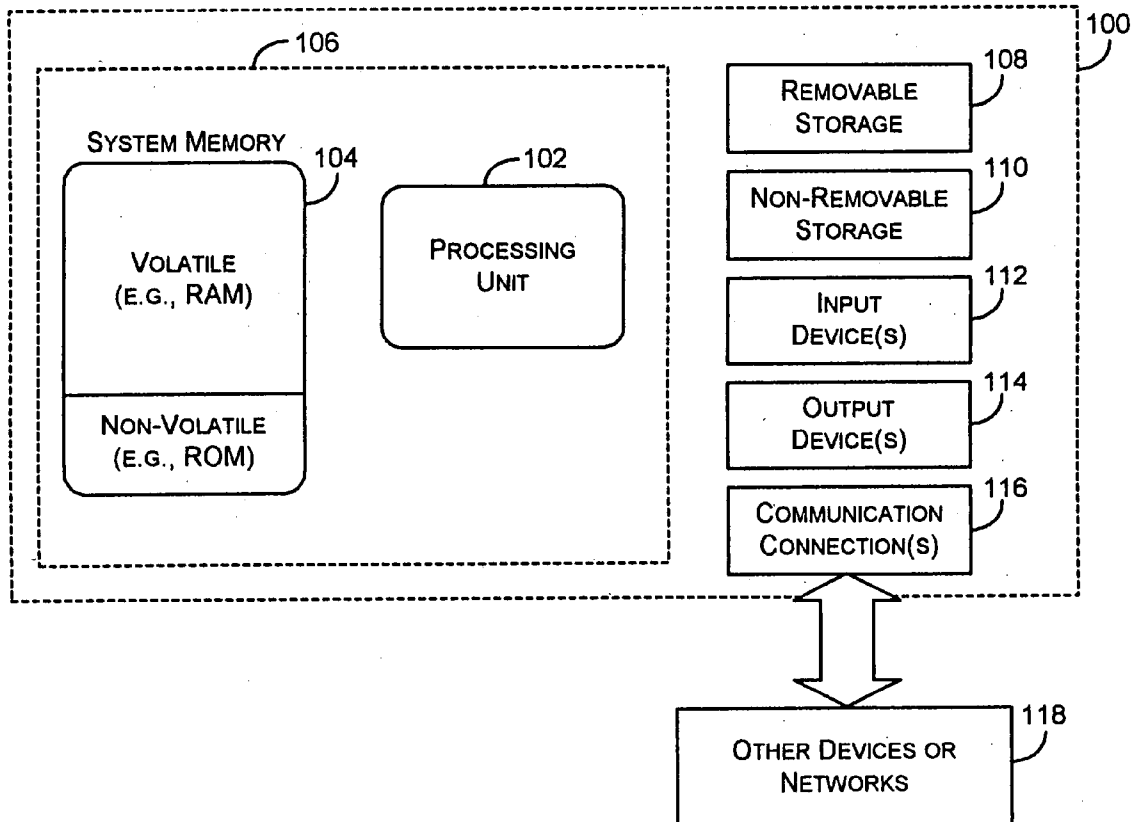 100
106
108
REMOVABLE
STORAGE
SYSTEM MEMORY
104
102
110
NON-REMOVABLE
STORAGE
VOLATILE
(E.G., RAM)
PROCESSING
UNIT
112
INPUT
DEVICE(S)
114
OUTPUT
DEVICE(S)
NON-VOLATILE
(E.G., ROM)
116
COMMUNICATION
CONNECTION(S)
118
OTHER DEVICES OR
NETWORKS